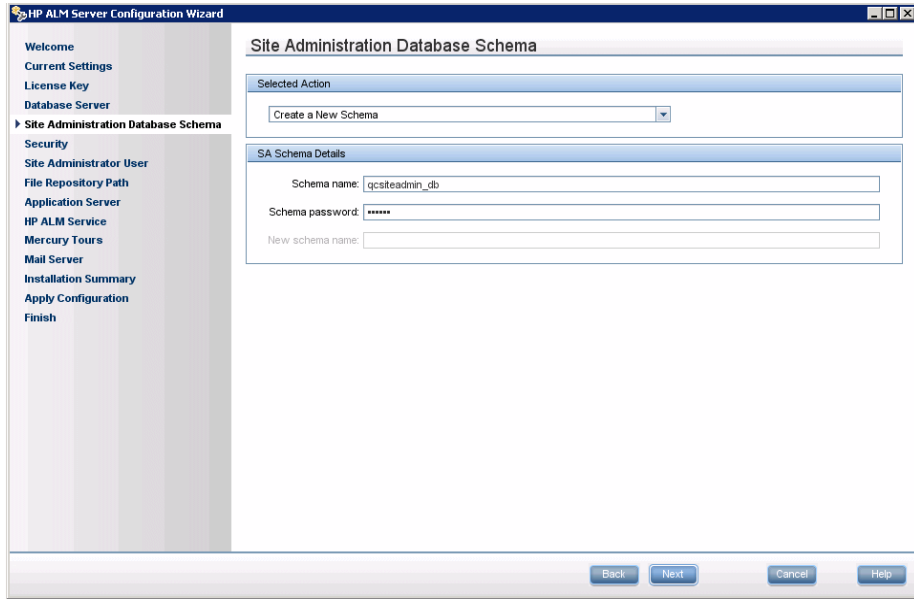 HP ALM Server Configuration Wizard
Welcome
Current Settings
License Key
Database Server
Site Administration Database Schema
Security
Site Administrator User
File Repository Path
Application Server
HP ALM Service
Mercury Tours
Mail Server
Installation Summary
Apply Configuration
Finish
Site Administration Database Schema
Selected Action
Create a New Schema
SA Schema Details
Schema name: qcsiteadmin_db
Schema password: ••••••
New schema name:
Back Next Cancel Help